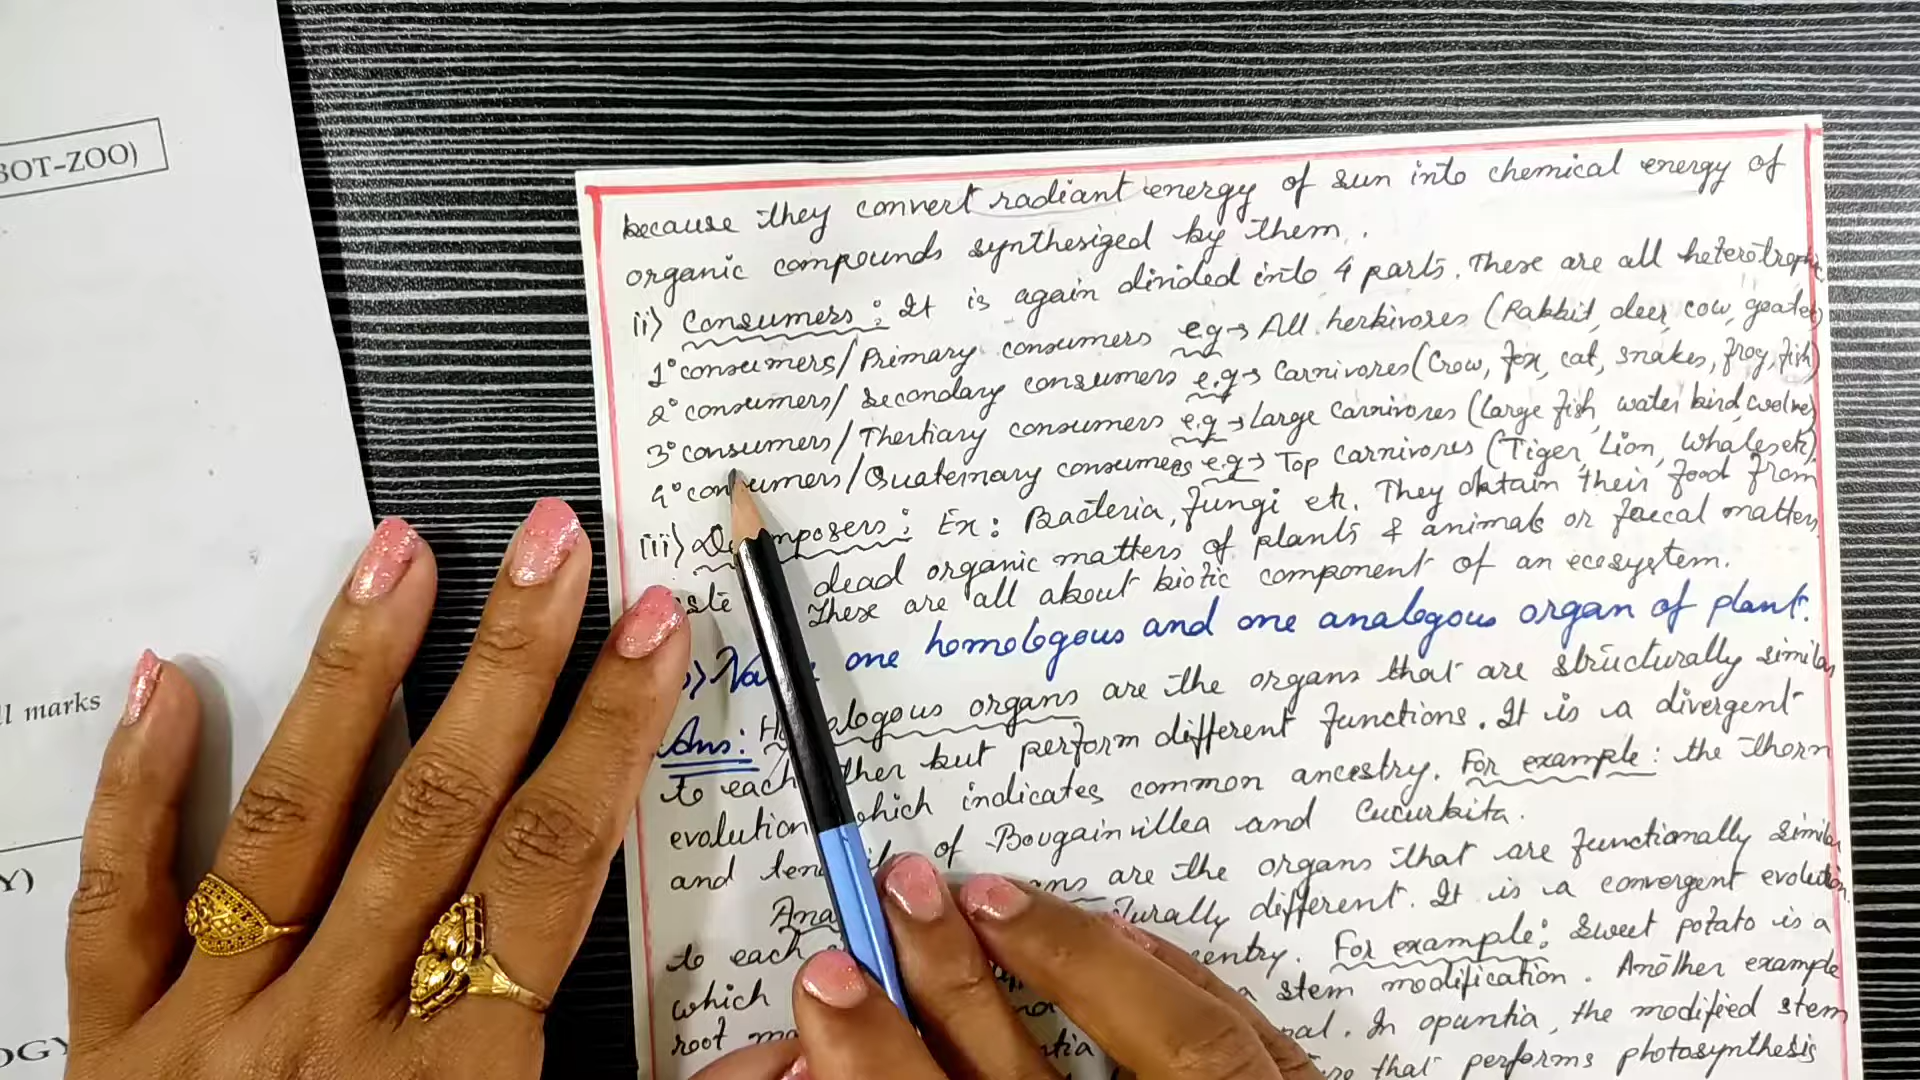 BOT-ZOO)
ll marks
Y)
OGY
because they convert radiant energy of sun into chemical energy of
organic compounds synthesized by them.
ii) Consumers: It is again divided into 4 parts. These are all heterotrophic
1° consumers/Primary consumers eg→ All herbivores (Rabbit, deer, cow, goat etc)
2° consumers/ Secondary consumers e.g→ Carnivores (Crow, fox, cat, snakes, frog, fish)
3° consumers/Thertiary consumers e.g→ Large Carnivores (large fish, water bird, wolve)
4° consumers/Quaternary consumers e.g→ Top Carnivores (Tiger, Lion, Whales etc).
iii) Decomposers: Ex: Bacteria, fungi etc. They obtain their food from
dead organic matters of plants & animals or faecal matter,
These are all about biotic component of an ecosystem.
one homologous and one analogous organ of plant.
Ans: Homologous organs are the organs that are structurally similar
to each other but perform different functions. It is a divergent
evolution which indicates common ancestry. For example: the thorn
and tendrils of Bougainvillea and Cucurbita.
are the organs that are functionally similar
to each different. It is a convergent evolution
which For example: Sweet potato is a
root a stem modification. Another example
In opuntia, the modified stem
that performs photosynthesis